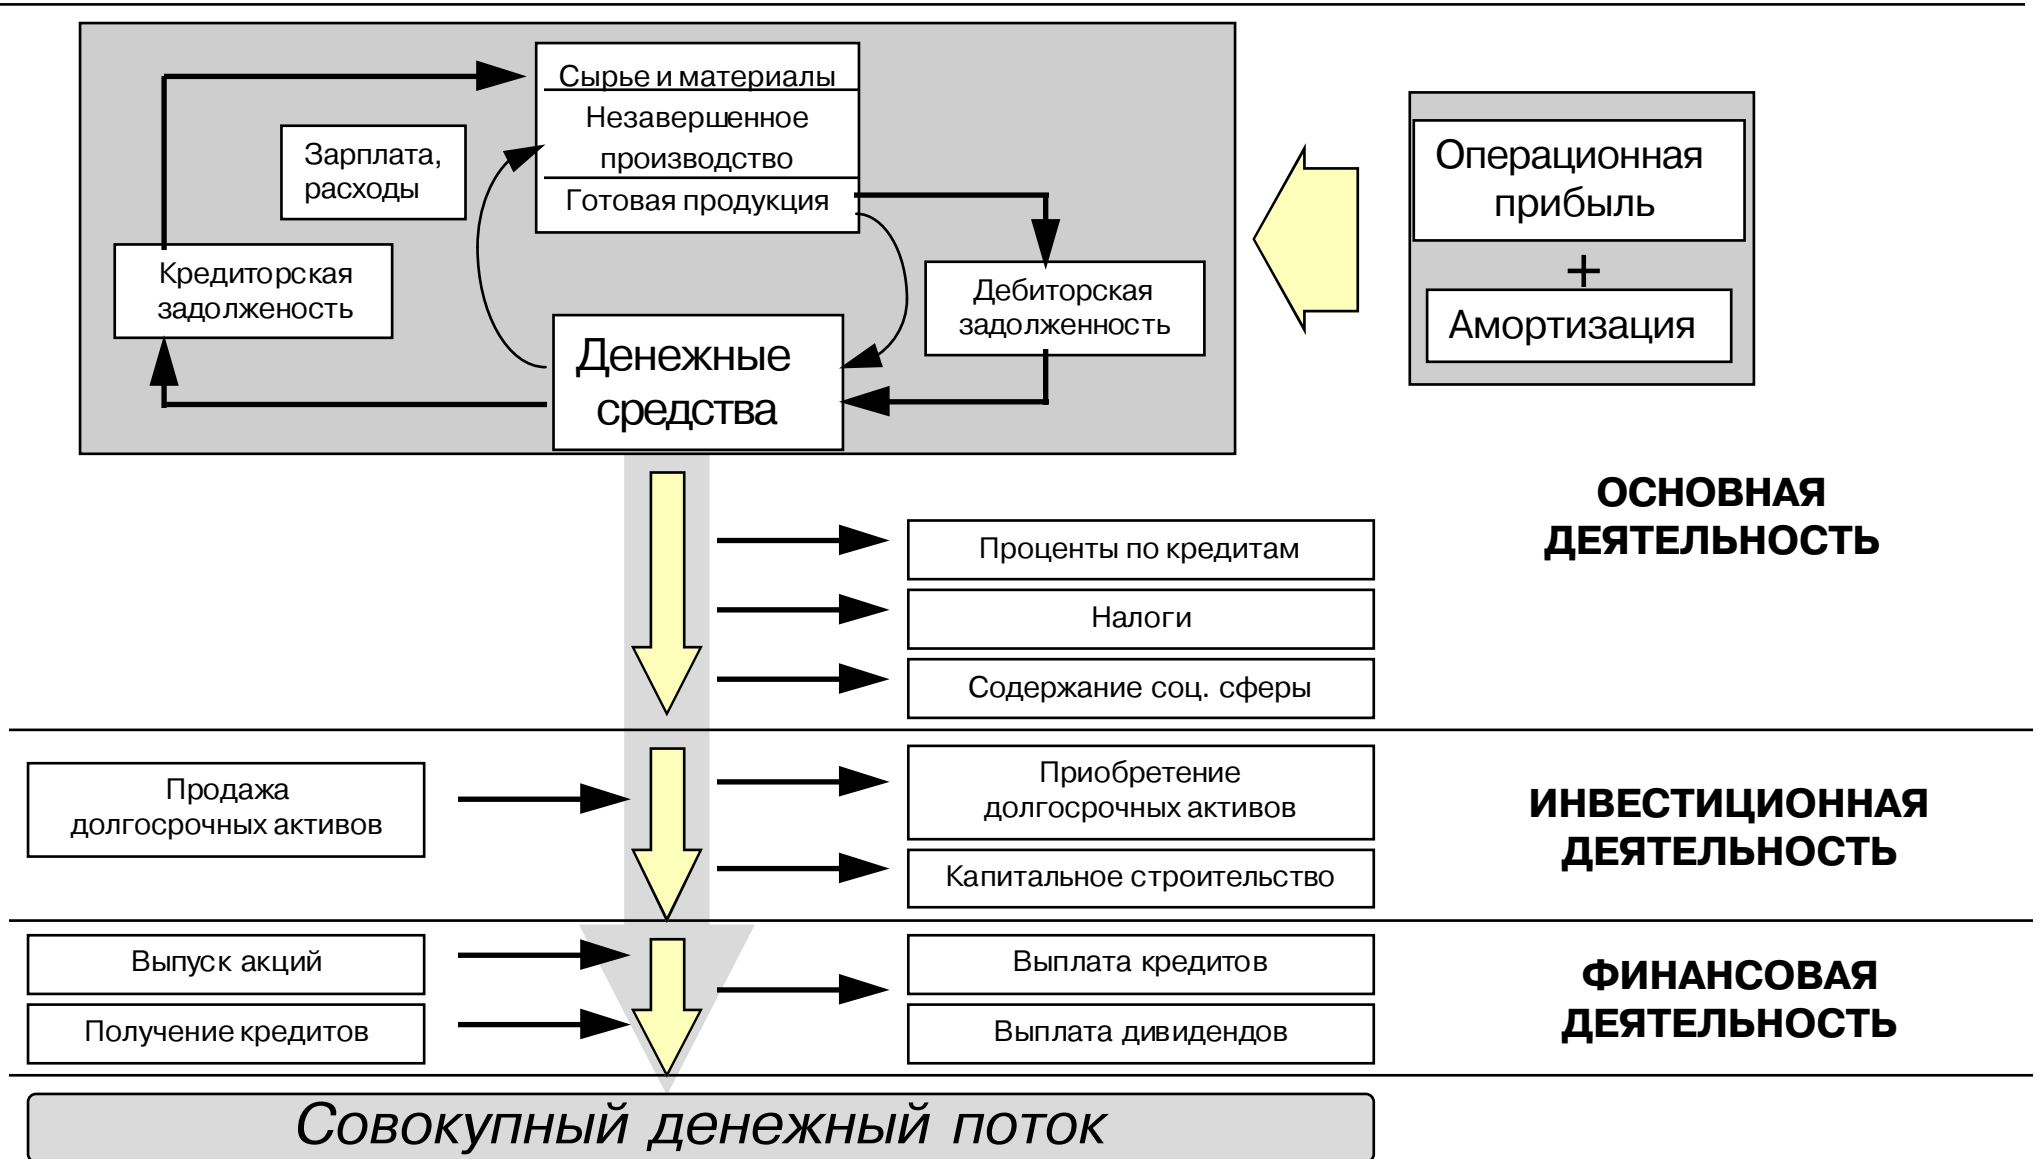 Сырье и материалы
Незавершенное
производство
Готовая продукция
Зарплата,
расходы
Кредиторская
задолженость
Дебиторская
задолженность
Денежные
средства
Операционная
прибыль
+
Амортизация
ОСНОВНАЯ
ДЕЯТЕЛЬНОСТЬ
Проценты по кредитам
Налоги
Содержание соц. сферы
Продажа
долгосрочных активов
Приобретение
долгосрочных активов
Капитальное строительство
ИНВЕСТИЦИОННАЯ
ДЕЯТЕЛЬНОСТЬ
Выпуск акций
Получение кредитов
Выплата кредитов
Выплата дивидендов
ФИНАНСОВАЯ
ДЕЯТЕЛЬНОСТЬ
Совокупный денежный поток